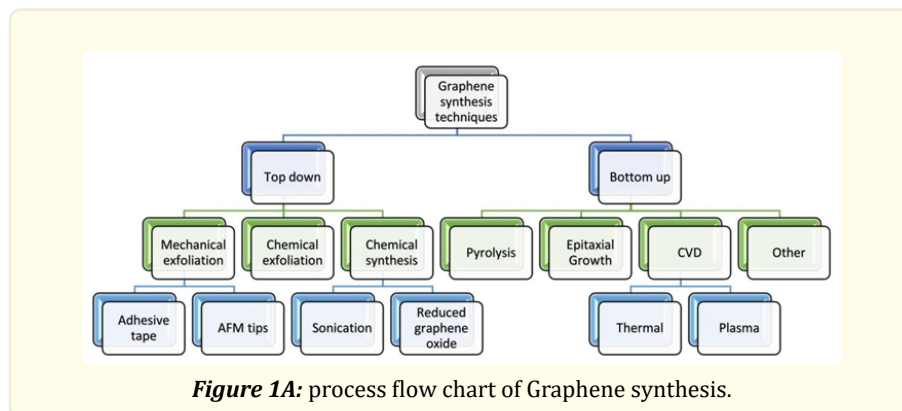 Graphene
synthesis
techniques
Top down
Bottom up
Mechanical
exfoliation
Chemical
exfoliation
Chemical
synthesis
Pyrolysis
Epitaxial
Growth
CVD
Other
Adhesive
tape
AFM tips
Sonication
Reduced
graphene
oxide
Thermal
Plasma
Figure 1A: process flow chart of Graphene synthesis.